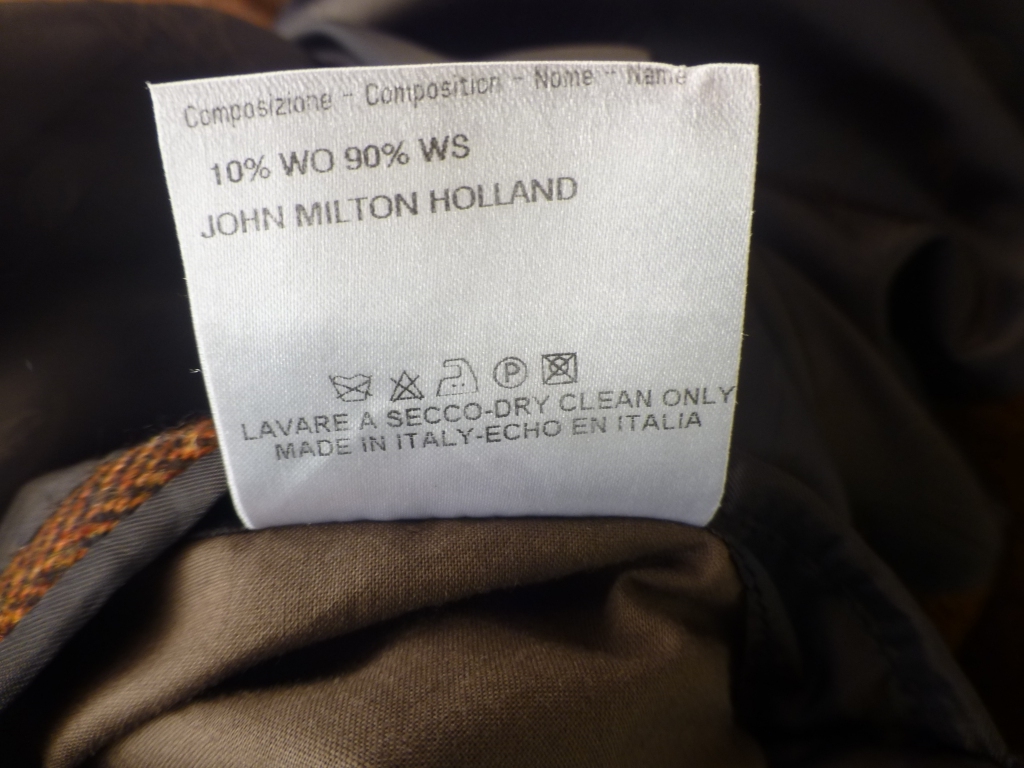 Composizione - Composition - Nome - Name
10% WO 90% WS
JOHN MILTON HOLLAND
P
LAVARE A SECCO-DRY CLEAN ONLY
MADE IN ITALY-ECHO EN ITALIA